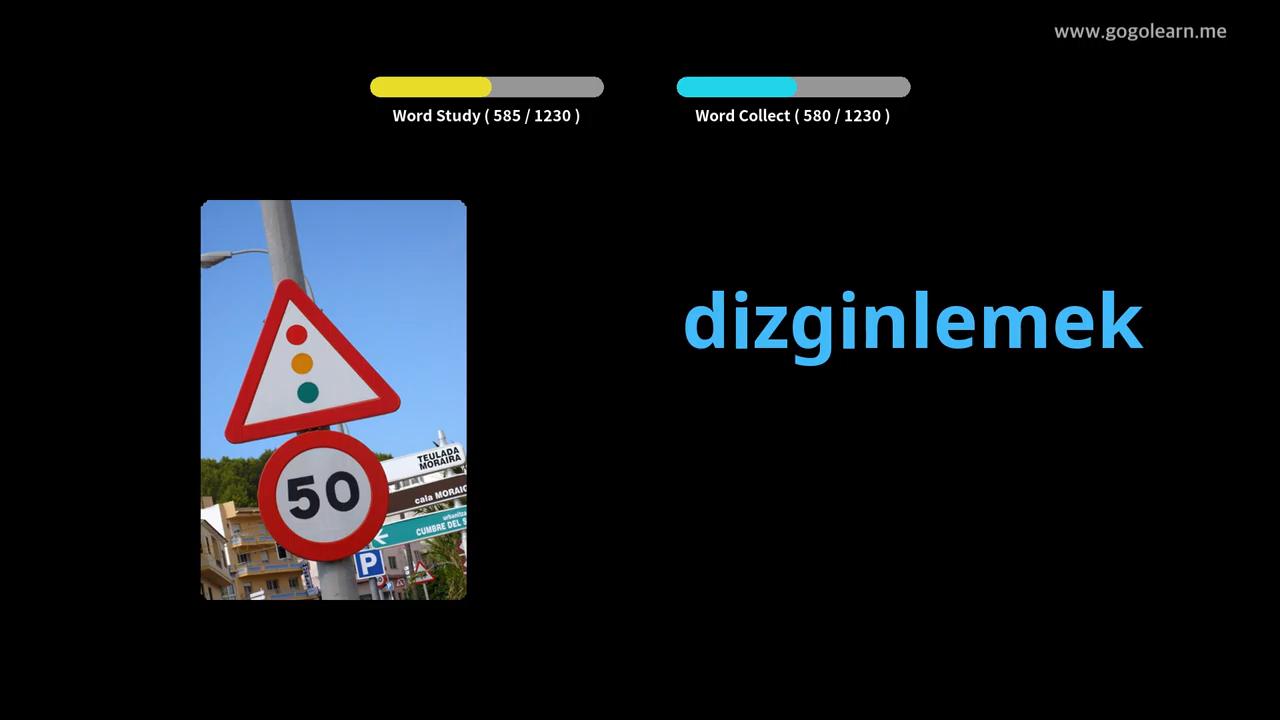 www.gogolearn.me
Word Study ( 585 / 1230 )
Word Collect ( 580 / 1230 )
dizginlemek
TEULADA
MORAIRA
cala MORAIG
CUMBRE DEL S
50
P